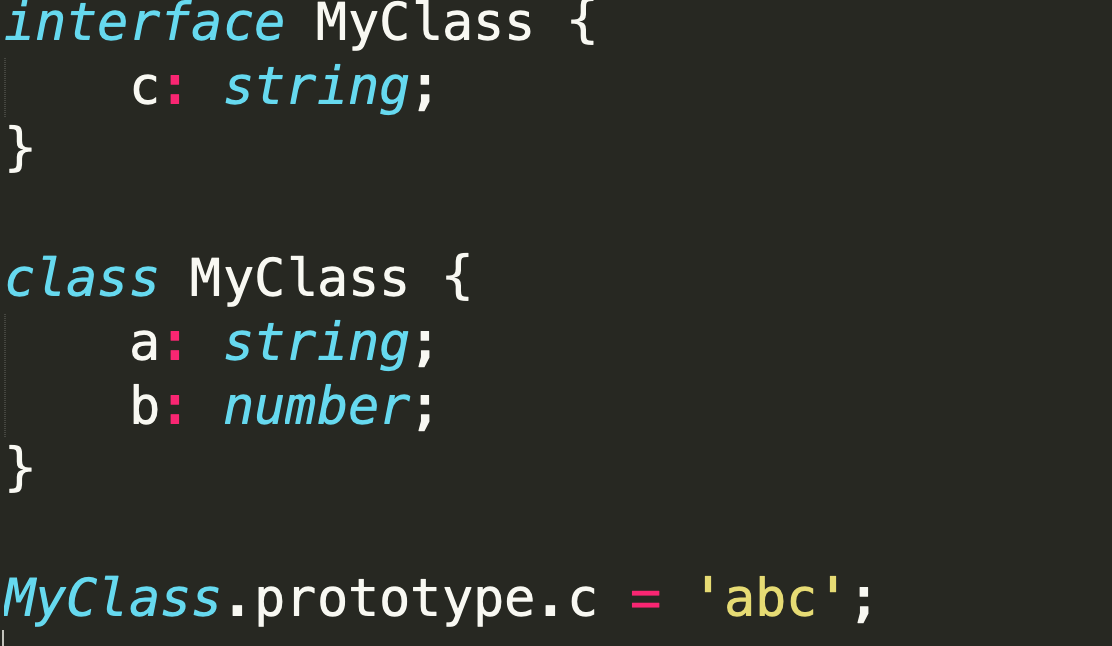 interface MyClass {
    c: string;
}

class MyClass {
    a: string;
    b: number;
}

MyClass.prototype.c = 'abc';